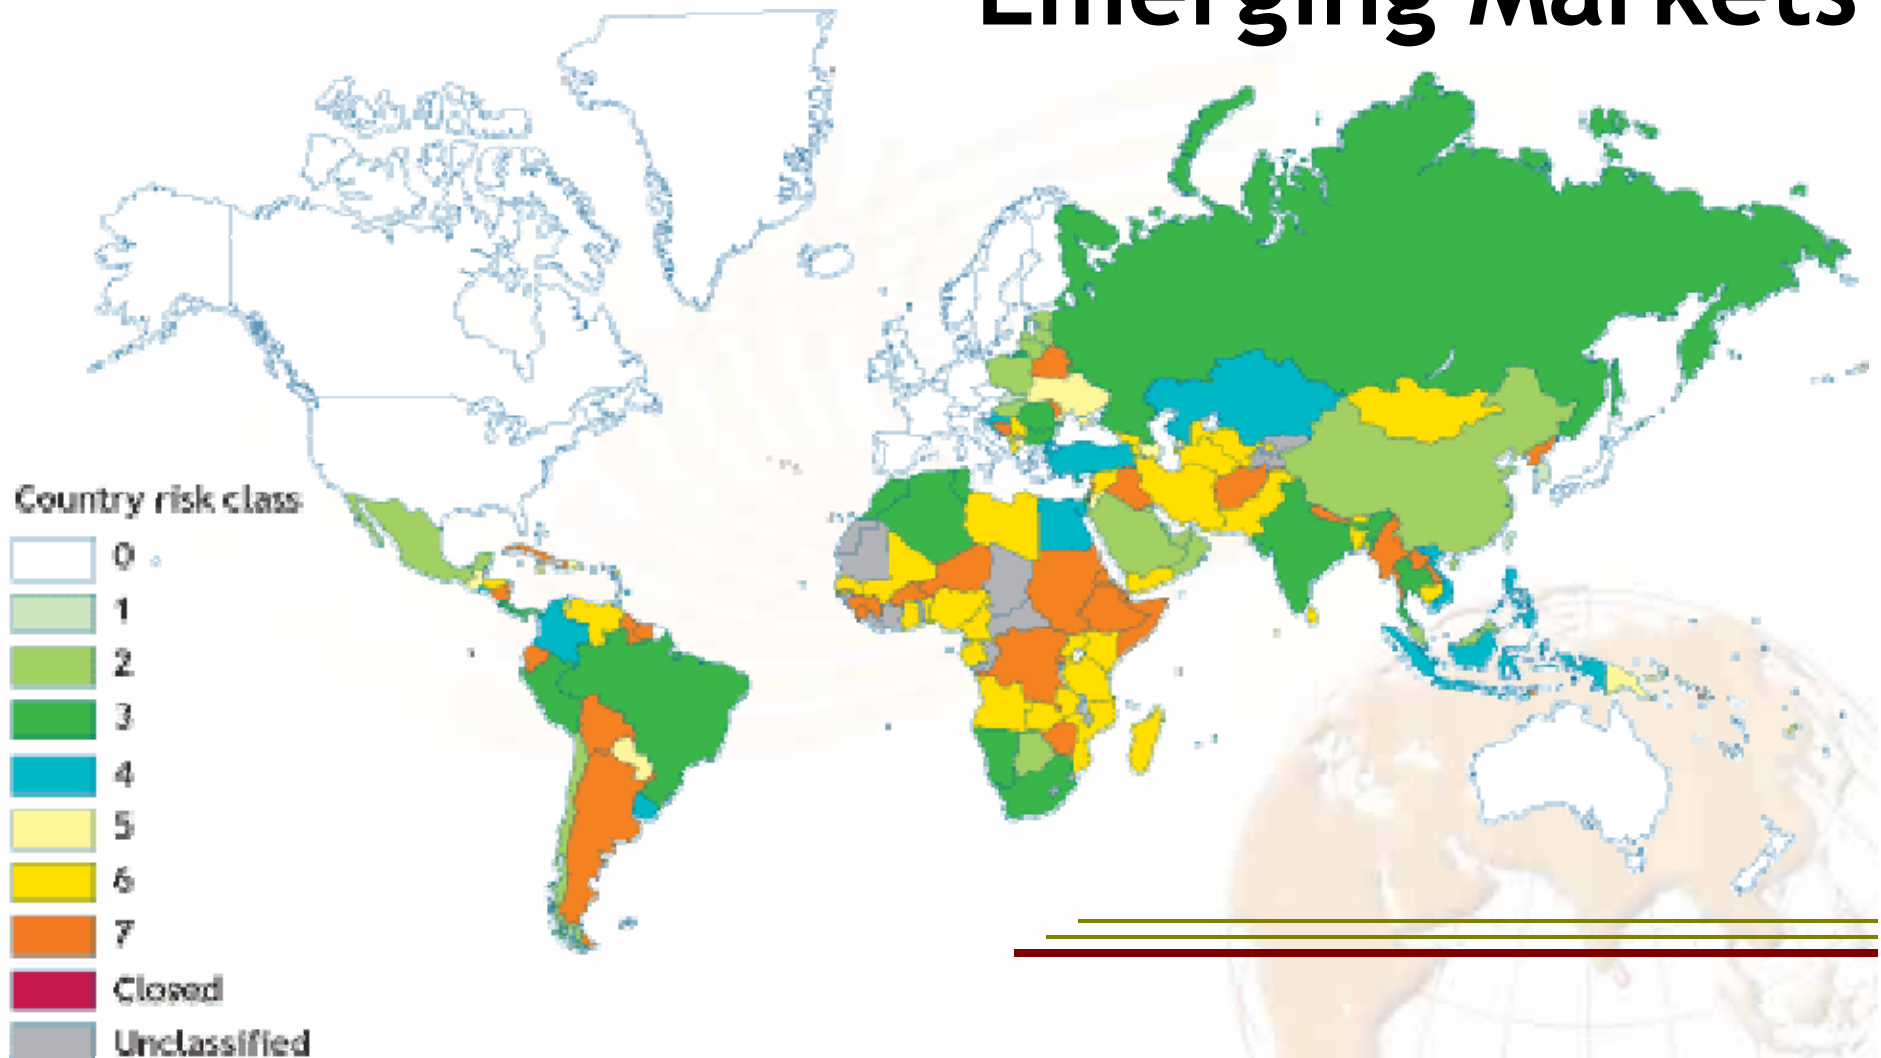 Emerging Markets
Country risk class
0
1
2
3
4
5
6
7
Closed
Unclassified